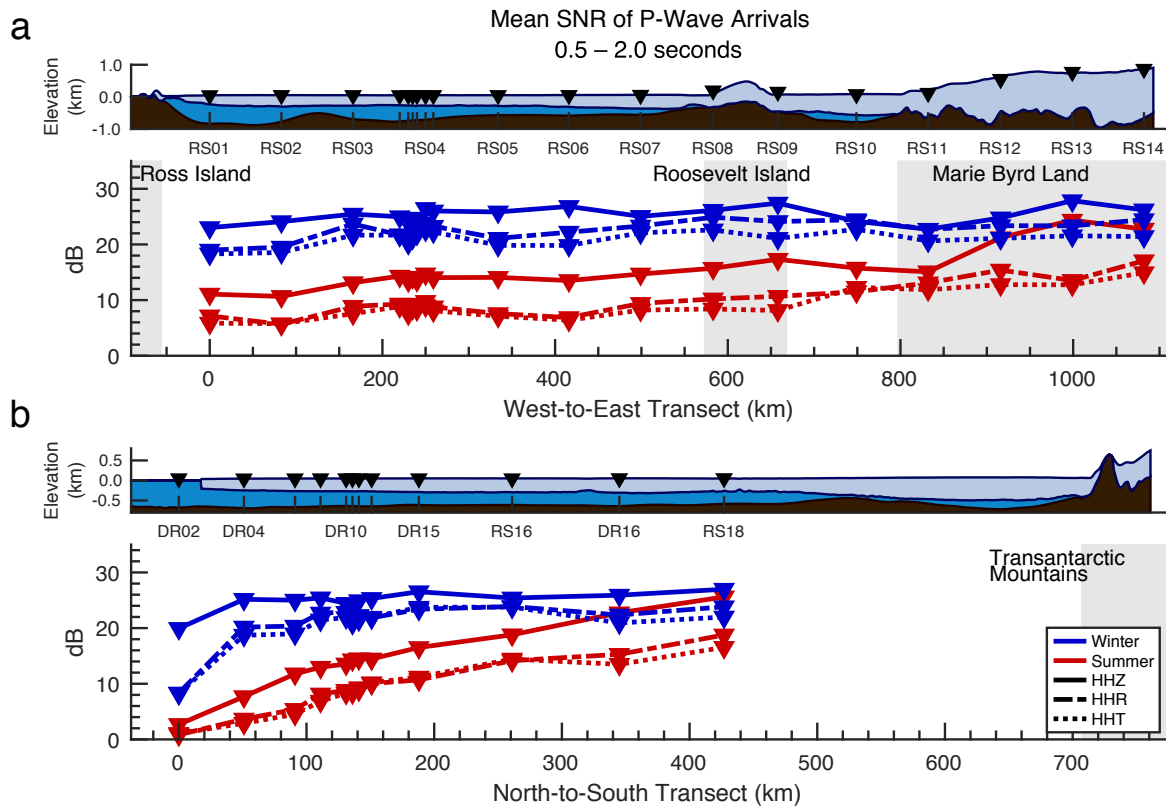 a
Mean SNR of P-Wave Arrivals
0.5 – 2.0 seconds
Elevation
(km)
1.0
0.0
-1.0
RS01 RS02 RS03 RS04 RS05 RS06 RS07 RS08 RS09 RS10 RS11 RS12 RS13 RS14
Ross Island Roosevelt Island Marie Byrd Land
dB
30
20
10
0
0 200 400 600 800 1000
West-to-East Transect (km)
b
Elevation
(km)
0.5
0.0
-0.5
DR02 DR04 DR10 DR15 RS16 DR16 RS18
Transantarctic
Mountains
dB
30
20
10
0
Winter
Summer
HHZ
HHR
HHT
0 100 200 300 400 500 600 700
North-to-South Transect (km)